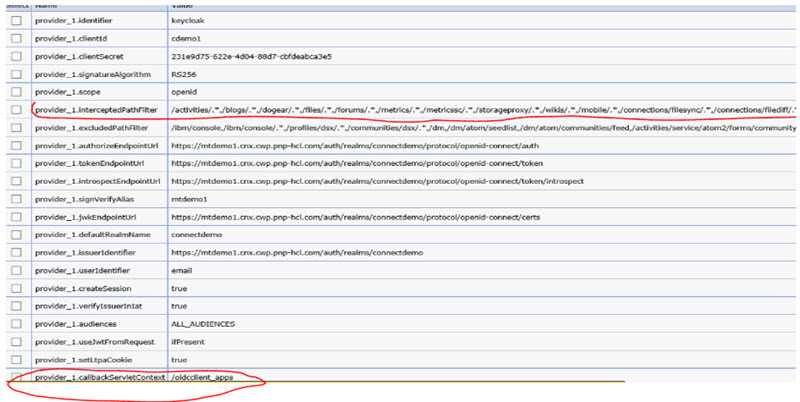 Select Name Value
provider_1.identifier keycloak
provider_1.clientId cdemo1
provider_1.clientSecret 231e9d75-622e-4d04-88d7-cbfdeabca3e5
provider_1.signatureAlgorithm RS256
provider_1.scope openid
provider_1.interceptedPathFilter /activities/.*,/blogs/.*,/dogear/.*,/files/.*,/forums/.*,/metrics/.*,/metricssc/.*,/storageproxy/.*,/wikis/.*,/mobile/.*,/connections/filesync/.*,/connections/filediff/.*
provider_1.excludedPathFilter /ibm/console,/ibm/console/.*,/profiles/dsx/.*,/communities/dsx/.*,/dm,/dm/atom/seedlist,/dm/atom/communities/feed,/activities/service/atom2/forms/community
provider_1.authorizeEndpointUrl https://mtdemo1.cnx.cwp.pnp-hcl.com/auth/realms/connectdemo/protocol/openid-connect/auth
provider_1.tokenEndpointUrl https://mtdemo1.cnx.cwp.pnp-hcl.com/auth/realms/connectdemo/protocol/openid-connect/token
provider_1.introspectEndpointUrl https://mtdemo1.cnx.cwp.pnp-hcl.com/auth/realms/connectdemo/protocol/openid-connect/token/introspect
provider_1.signVerifyAlias mtdemo1
provider_1.jwkEndpointUrl https://mtdemo1.cnx.cwp.pnp-hcl.com/auth/realms/connectdemo/protocol/openid-connect/certs
provider_1.defaultRealmName connectdemo
provider_1.issuerIdentifier https://mtdemo1.cnx.cwp.pnp-hcl.com/auth/realms/connectdemo
provider_1.userIdentifier email
provider_1.createSession true
provider_1.verifyIssuerInIat true
provider_1.audiences ALL_AUDIENCES
provider_1.useJwtFromRequest ifPresent
provider_1.setLtpaCookie true
provider_1.callbackServletContext /oidcclient_apps